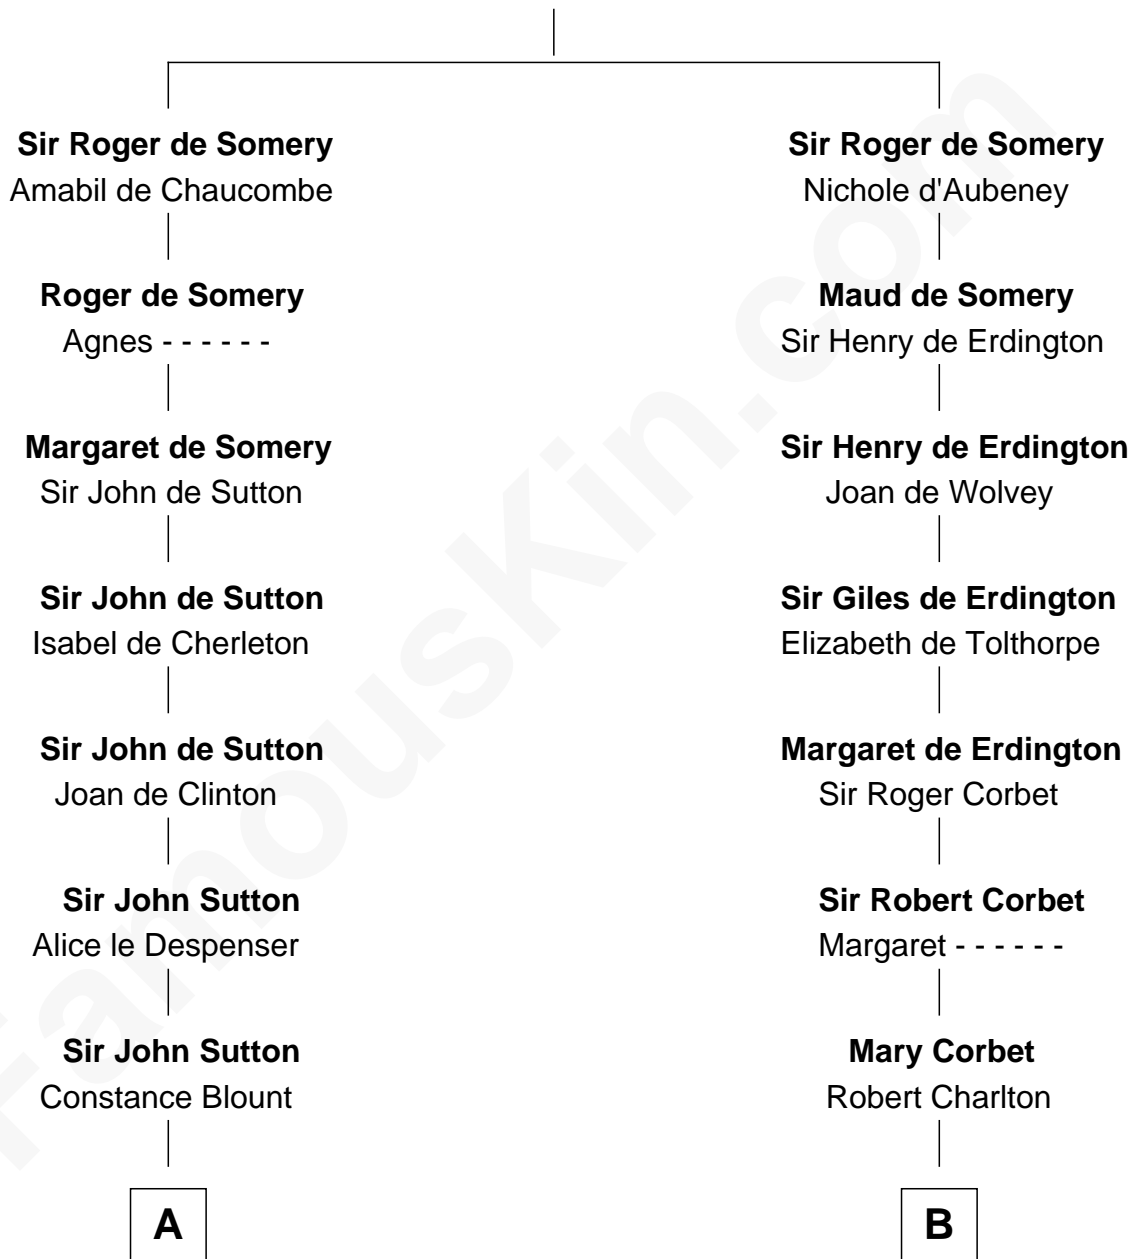 Sir Roger de Somery
Amabil de Chaucombe
Roger de Somery
Agnes - - - - - -
Margaret de Somery
Sir John de Sutton
Sir John de Sutton
Isabel de Cherleton
Sir John de Sutton
Joan de Clinton
Sir John Sutton
Alice le Despenser
Sir John Sutton
Constance Blount
A
Sir Roger de Somery
Nichole d'Aubeney
Maud de Somery
Sir Henry de Erdington
Sir Henry de Erdington
Joan de Wolvey
Sir Giles de Erdington
Elizabeth de Tolthorpe
Margaret de Erdington
Sir Roger Corbet
Sir Robert Corbet
Margaret - - - - - -
Mary Corbet
Robert Charlton
B
FamousKin.com